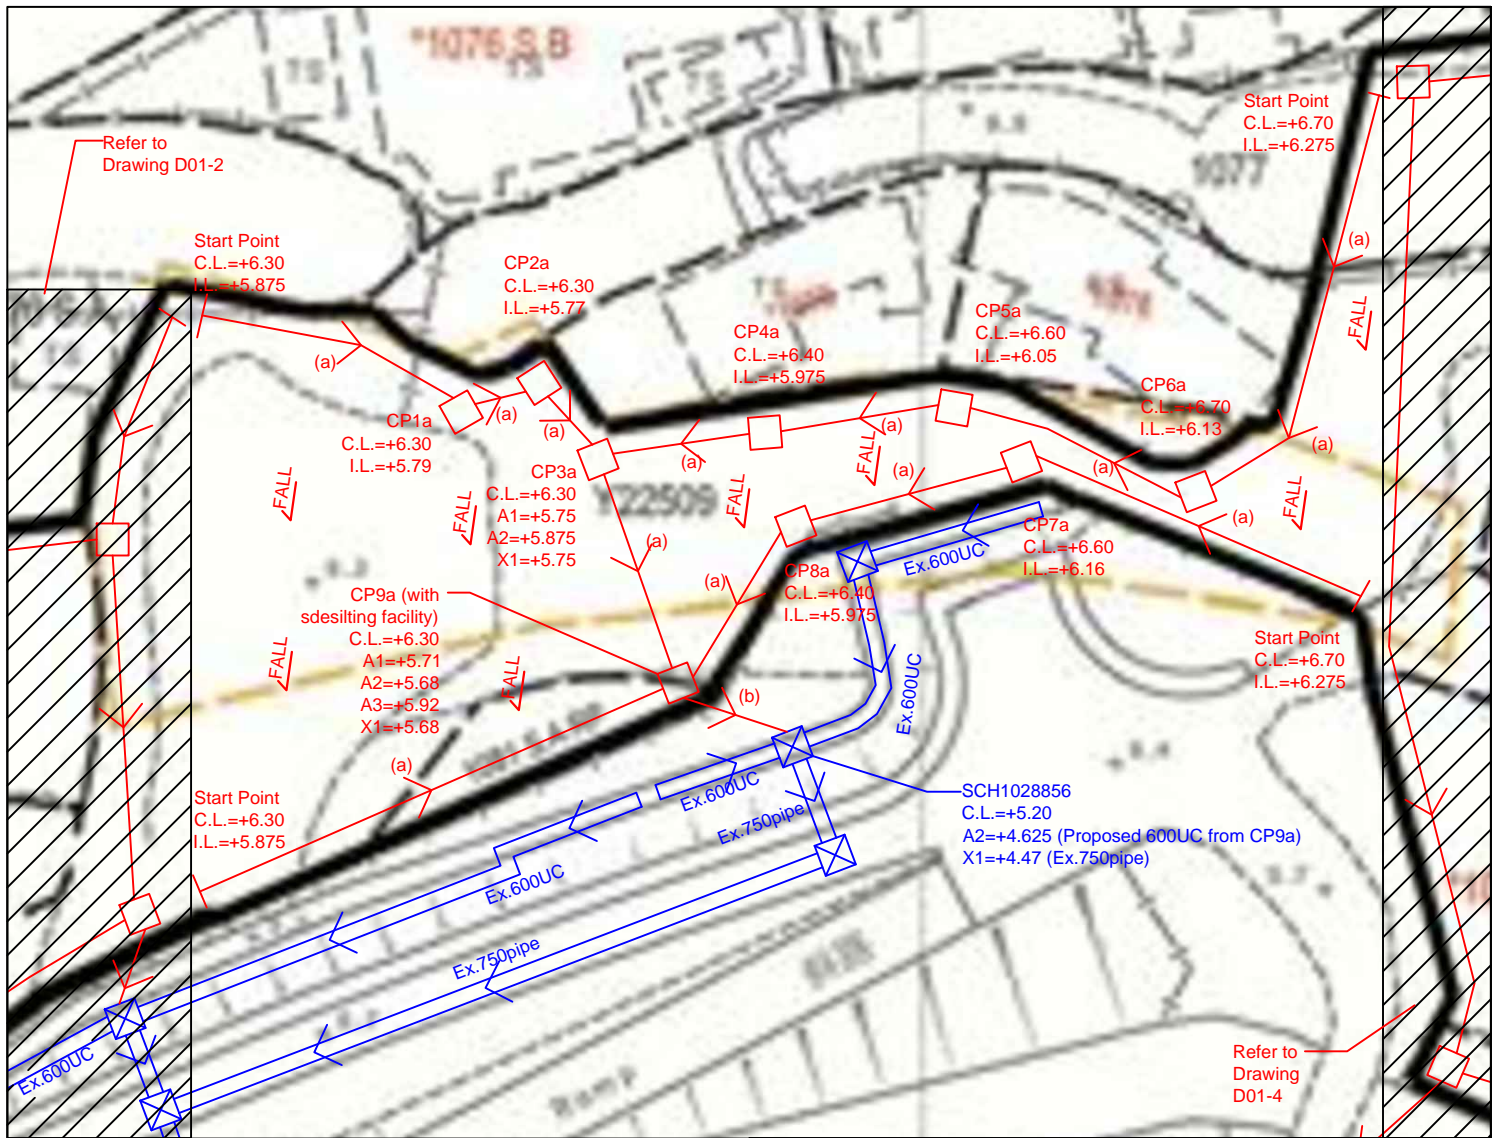 *1076 S.B
Refer to
Drawing D01-2
Start Point
C.L.=+6.70
I.L.=+6.275
1077
(a)
Start Point
C.L.=+6.30
I.L.=+5.875
CP2a
C.L.=+6.30
I.L.=+5.77
(a)
CP4a
C.L.=+6.40
I.L.=+5.975
CP5a
C.L.=+6.60
I.L.=+6.05
CP6a
C.L.=+6.70
I.L.=+6.13
FALL
CP1a
C.L.=+6.30
I.L.=+5.79
(a)
(a)
(a)
(a)
(a)
(a)
(a)
(a)
CP3a
C.L.=+6.30
A1=+5.75
A2=+5.875
X1=+5.75
Y22509
FALL
FALL
FALL
FALL
FALL
(a)
(a)
Ex.600UC
CP7a
C.L.=+6.60
I.L.=+6.16
CP8a
C.L.=+6.40
I.L.=+5.975
CP9a (with
sdesilting facility)
C.L.=+6.30
A1=+5.71
A2=+5.68
A3=+5.92
X1=+5.68
FALL
FALL
(b)
Ex.600UC
Start Point
C.L.=+6.70
I.L.=+6.275
(a)
Start Point
C.L.=+6.30
I.L.=+5.875
Ex.600UC
Ex.750pipe
SCH1028856
C.L.=+5.20
A2=+4.625 (Proposed 600UC from CP9a)
X1=+4.47 (Ex.750pipe)
Ex.600UC
Ex.750pipe
Ex.600UC
Ramp
Refer to
Drawing
D01-4